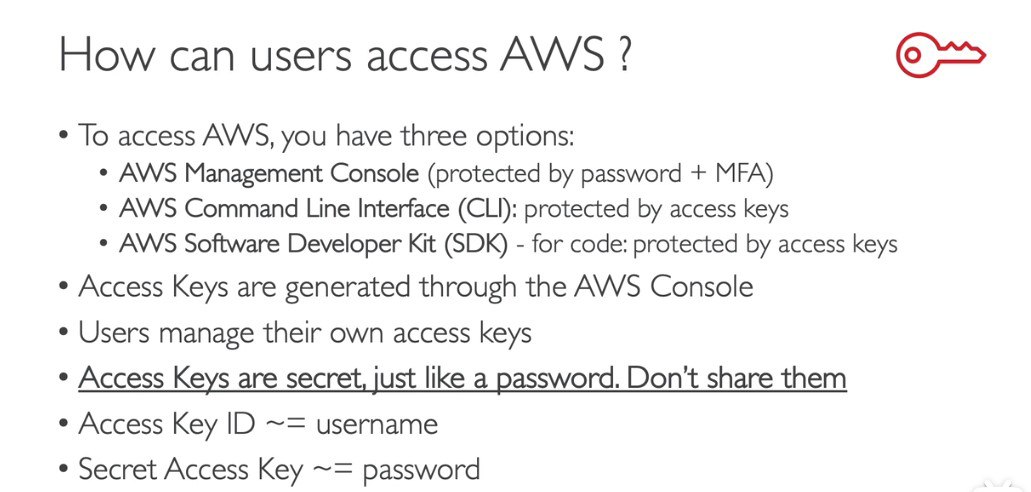 How can users access AWS ?
• To access AWS, you have three options:
• AWS Management Console (protected by password + MFA)
• AWS Command Line Interface (CLI): protected by access keys
• AWS Software Developer Kit (SDK) - for code: protected by access keys
• Access Keys are generated through the AWS Console
• Users manage their own access keys
• Access Keys are secret, just like a password. Don't share them
• Access Key ID ~= username
• Secret Access Key ~= password